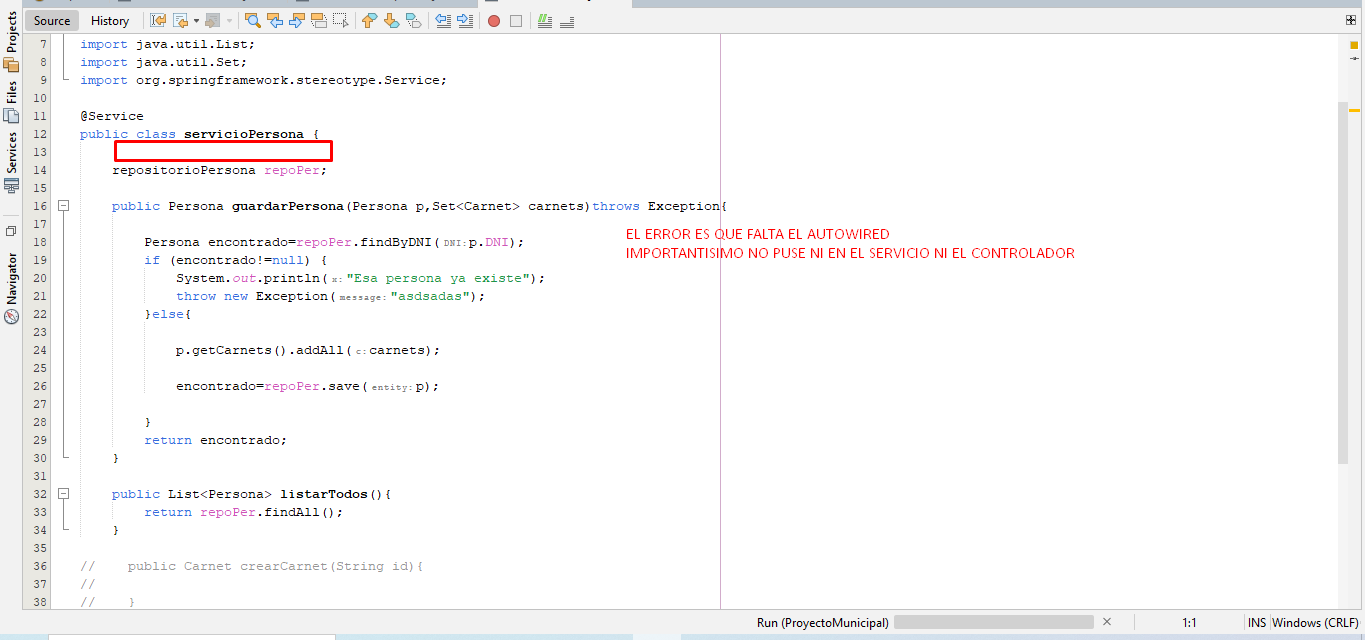 Source History
Projects
Files
Services
Navigator
7 import java.util.List;
8 import java.util.Set;
9 import org.springframework.stereotype.Service;
10
11 @Service
12 public class servicioPersona {
13
14 repositorioPersona repoPer;
15
16 public Persona guardarPersona(Persona p,Set<Carnet> carnets)throws Exception{
17
18 Persona encontrado=repoPer.findByDNI( DNI: p.DNI);
EL ERROR ES QUE FALTA EL AUTOWIRED
19 if (encontrado!=null) {
IMPORTANTISIMO NO PUSE NI EN EL SERVICIO NI EL CONTROLADOR
20 System.out.println( x: "Esa persona ya existe");
21 throw new Exception( message: "asdsadas");
22 }else{
23
24 p.getCarnets().addAll( c: carnets);
25
26 encontrado=repoPer.save( entity: p);
27
28 }
29 return encontrado;
30 }
31
32 public List<Persona> listarTodos(){
33 return repoPer.findAll();
34 }
35
36 // public Carnet crearCarnet(String id){
37 //
38 // }
Run (ProyectoMunicipal) 1:1 INS Windows (CRLF)